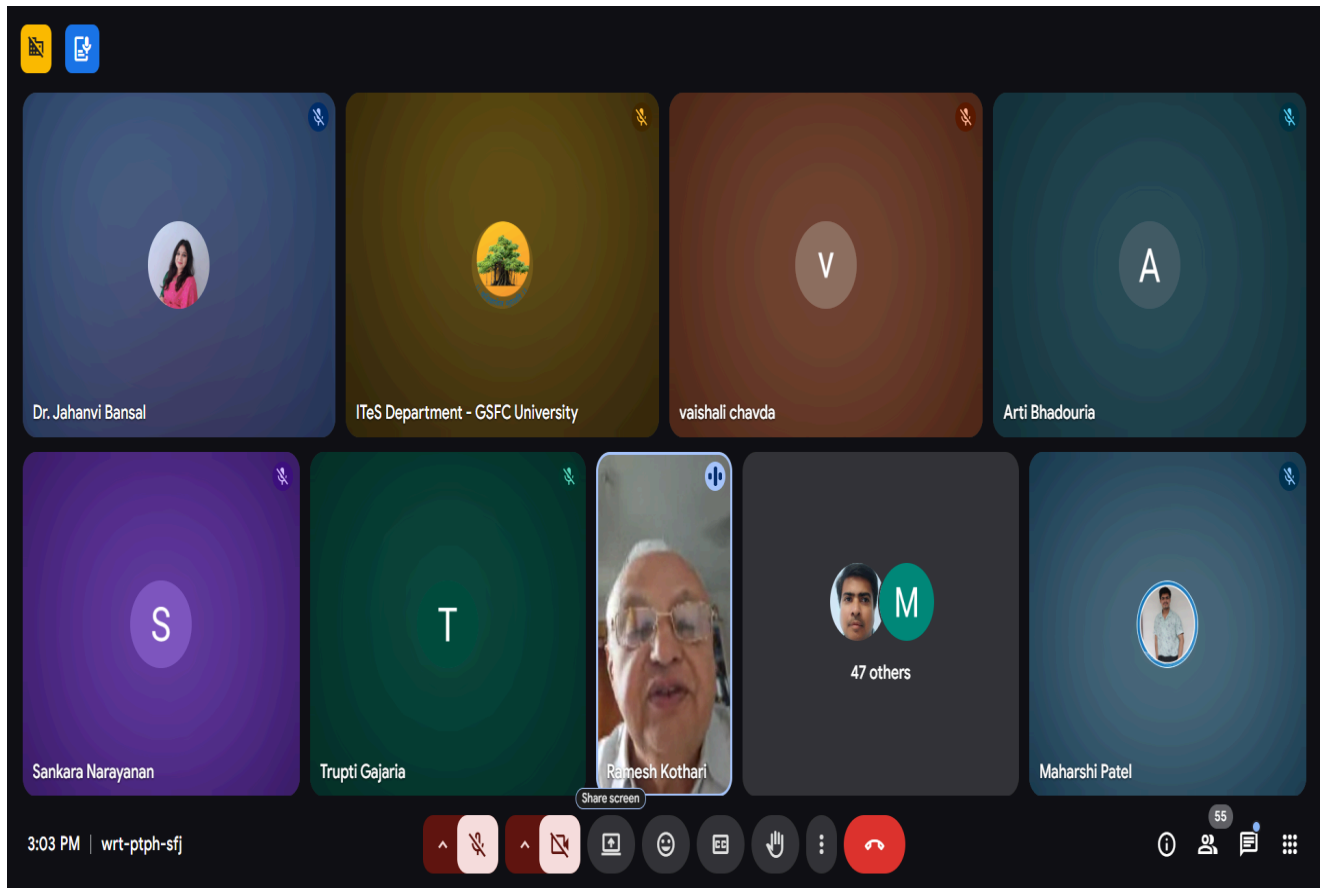 Dr. Jahanvi Bansal
ITeS Department - GSFC University
V
vaishali chavda
A
Arti Bhadouria
S
Sankara Narayanan
T
Trupti Gajaria
Ramesh Kothari
M
47 others
Maharshi Patel
Share screen
3:03 PM | wrt-ptph-sfj
CC
55